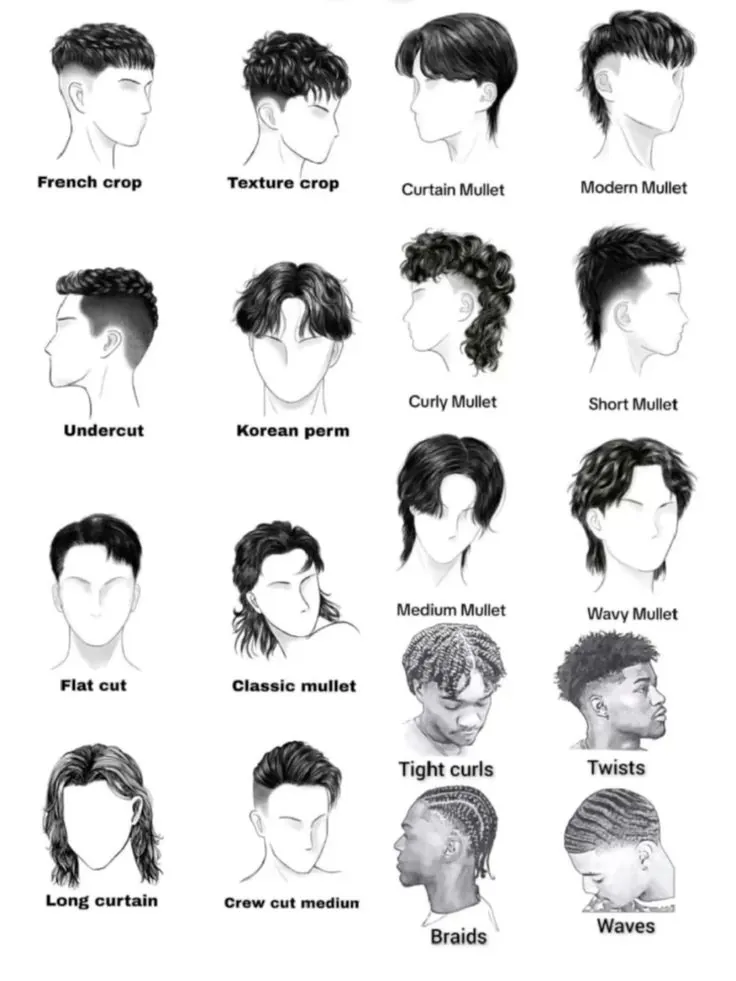 French crop
Texture crop
Curtain Mullet
Modern Mullet
Undercut
Korean perm
Curly Mullet
Short Mullet
Flat cut
Classic mullet
Medium Mullet
Wavy Mullet
Tight curls
Twists
Long curtain
Crew cut mediun
Braids
Waves